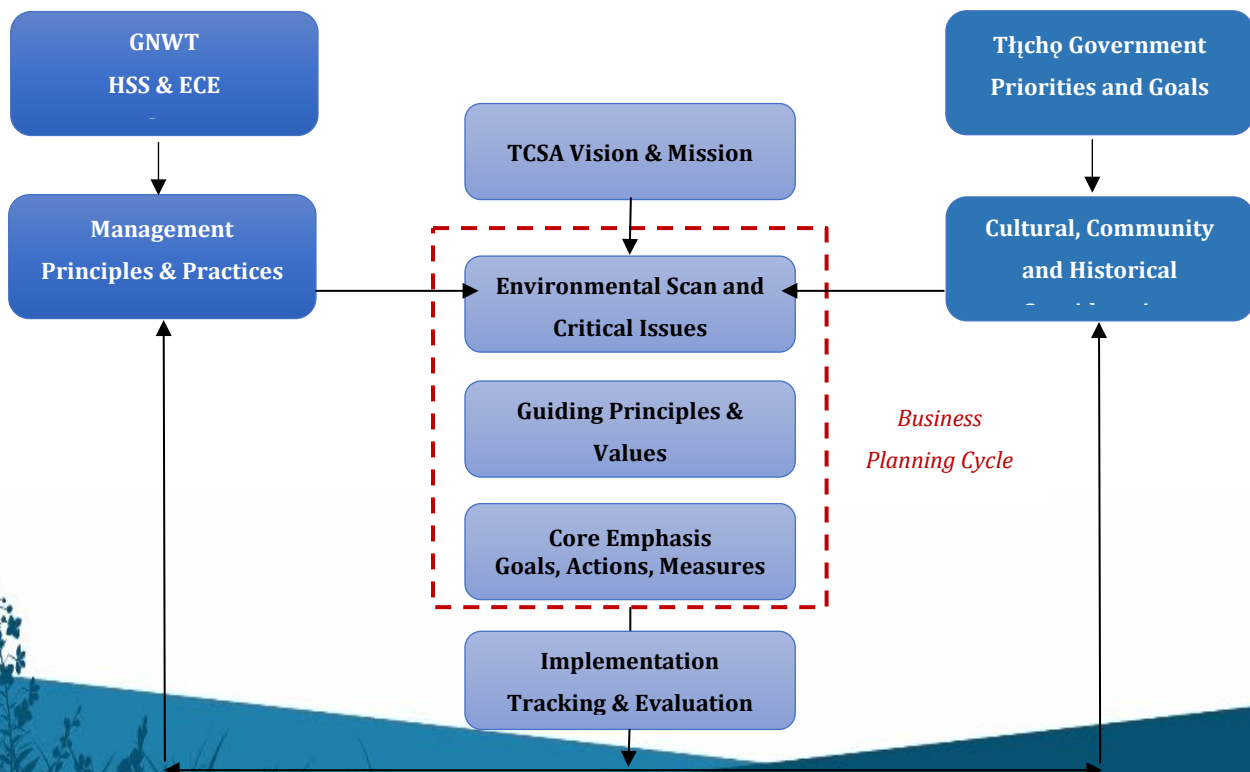 GNWT
HSS & ECE
Tłı̨chǫ Government
Priorities and Goals
TCSA Vision & Mission
Management
Principles & Practices
Cultural, Community
and Historical
Environmental Scan and
Critical Issues
Guiding Principles &
Values
Business
Planning Cycle
Core Emphasis
Goals, Actions, Measures
Implementation
Tracking & Evaluation